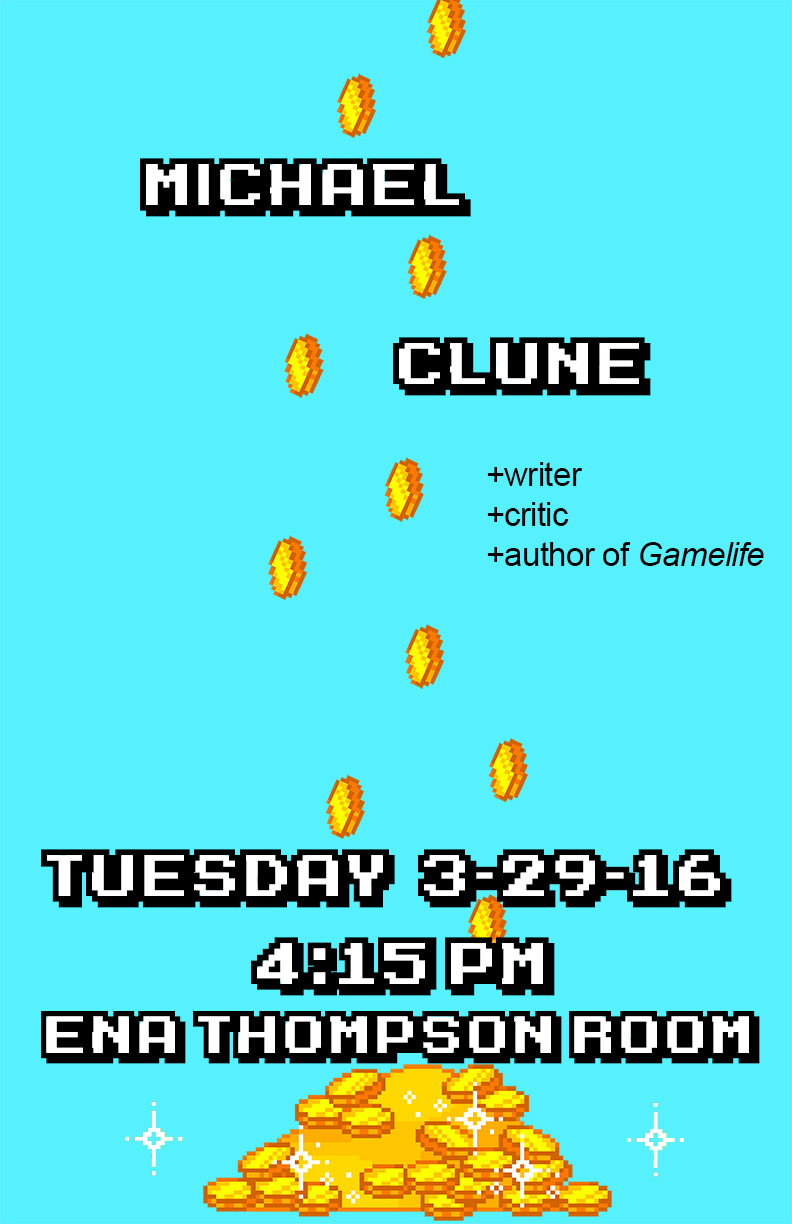 MICHAEL
CLUNE
+writer
+critic
+author of Gamelife
TUESDAY 3-29-16
4:15 PM
ENA THOMPSON ROOM